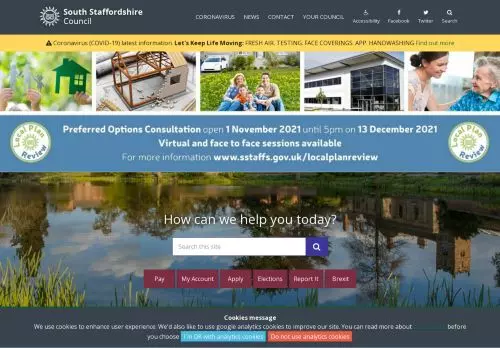 South Staffordshire
Council
CORONAVIRUS NEWS CONTACT YOUR COUNCIL
Accessibility Facebook Twitter Search
Coronavirus (COVID-19) latest information Let's Keep Life Moving: FRESH AIR. TESTING. FACE COVERINGS. APP. HANDWASHING Find out more
Local Plan
Review
Preferred Options Consultation open 1 November 2021 until 5pm on 13 December 2021
Virtual and face to face sessions available
For more information www.sstaffs.gov.uk/localplanreview
Local Plan
Review
How can we help you today?
Search this site
Pay My Account Apply Elections Report It Brexit
Cookies message
We use cookies to enhance user experience. We'd also like to use google analytics cookies to improve our site. You can read more about before
you choose I'm OK with analytics cookies Do not use analytics cookies